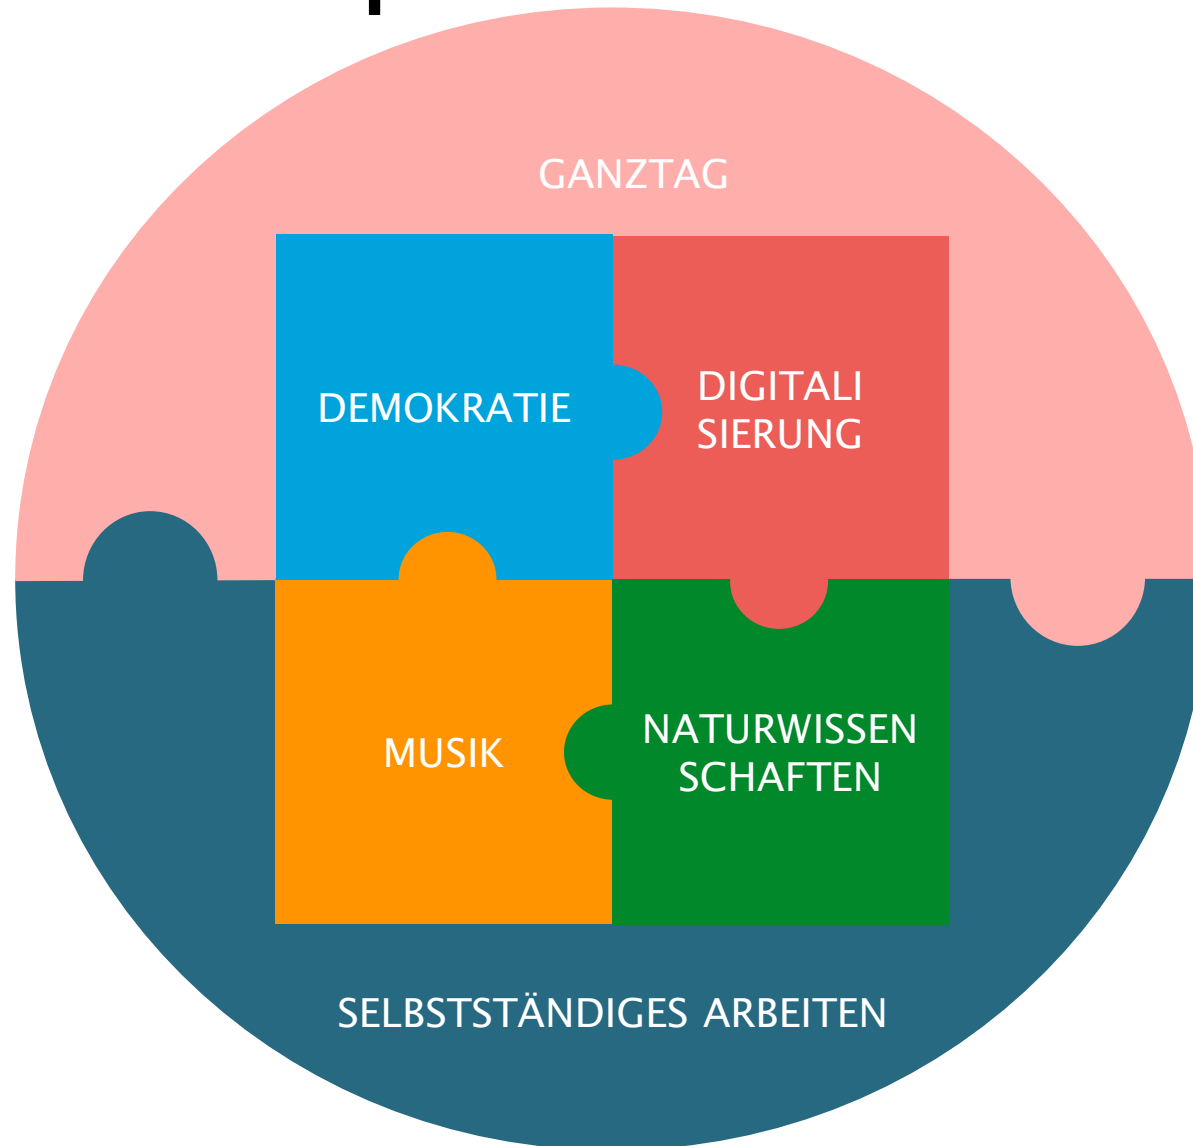 GANZTAG
DEMOKRATIE
DIGITALI
SIERUNG
MUSIK
NATURWISSEN
SCHAFTEN
SELBSTSTÄNDIGES ARBEITEN